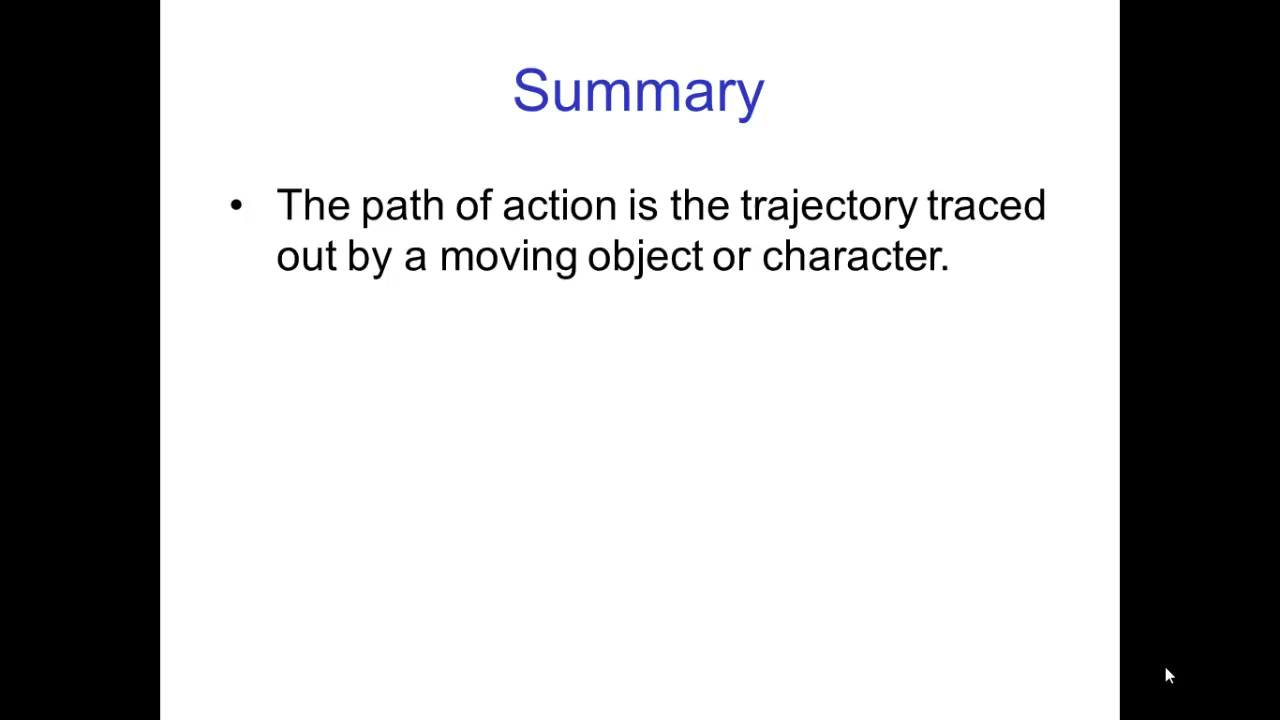 Summary
• The path of action is the trajectory traced
out by a moving object or character.